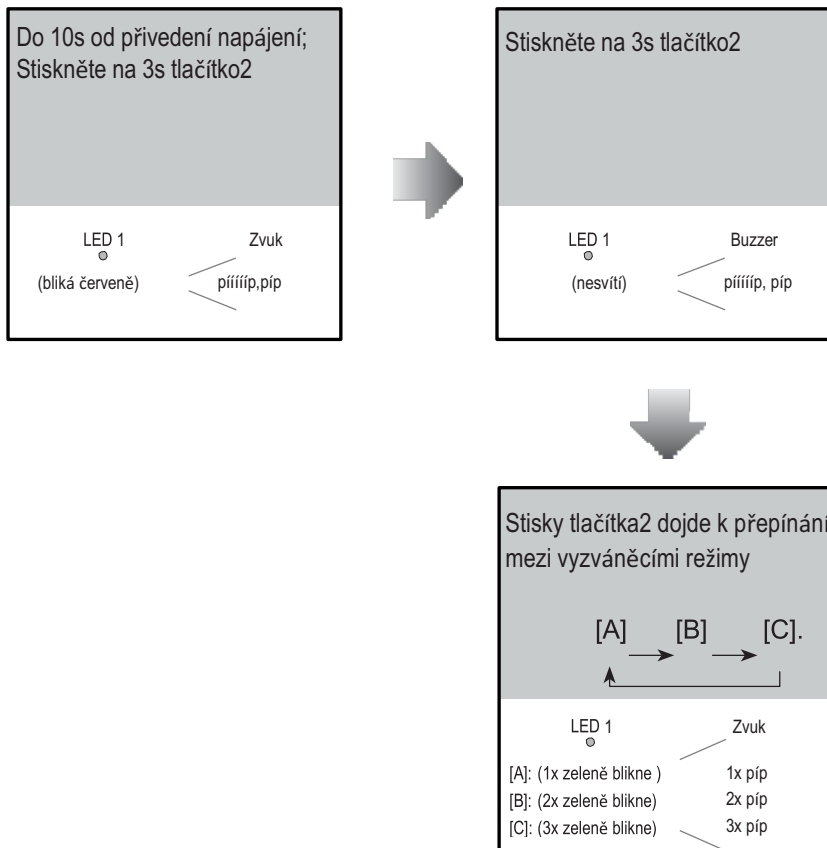 Do 10s od přivedení napájení;
Stiskněte na 3s tlačítko2
LED 1 Zvuk
(bliká červeně) píííííp,píp
Stiskněte na 3s tlačítko2
LED 1 Buzzer
(nesvítí) píííííp, píp
Stisky tlačítka2 dojde k přepínání
mezi vyzváněcími režimy
[A] [B] [C].
LED 1 Zvuk
[A]: (1x zeleně blikne ) 1x píp
[B]: (2x zeleně blikne) 2x píp
[C]: (3x zeleně blikne) 3x píp